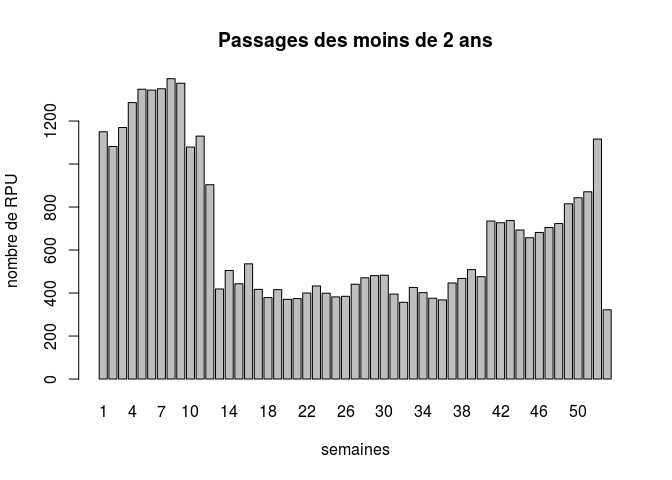 Passages des moins de 2 ans
nombre de RPU
0 200 400 600 800 1200
1 4 7 10 14 18 22 26 30 34 38 42 46 50
semaines